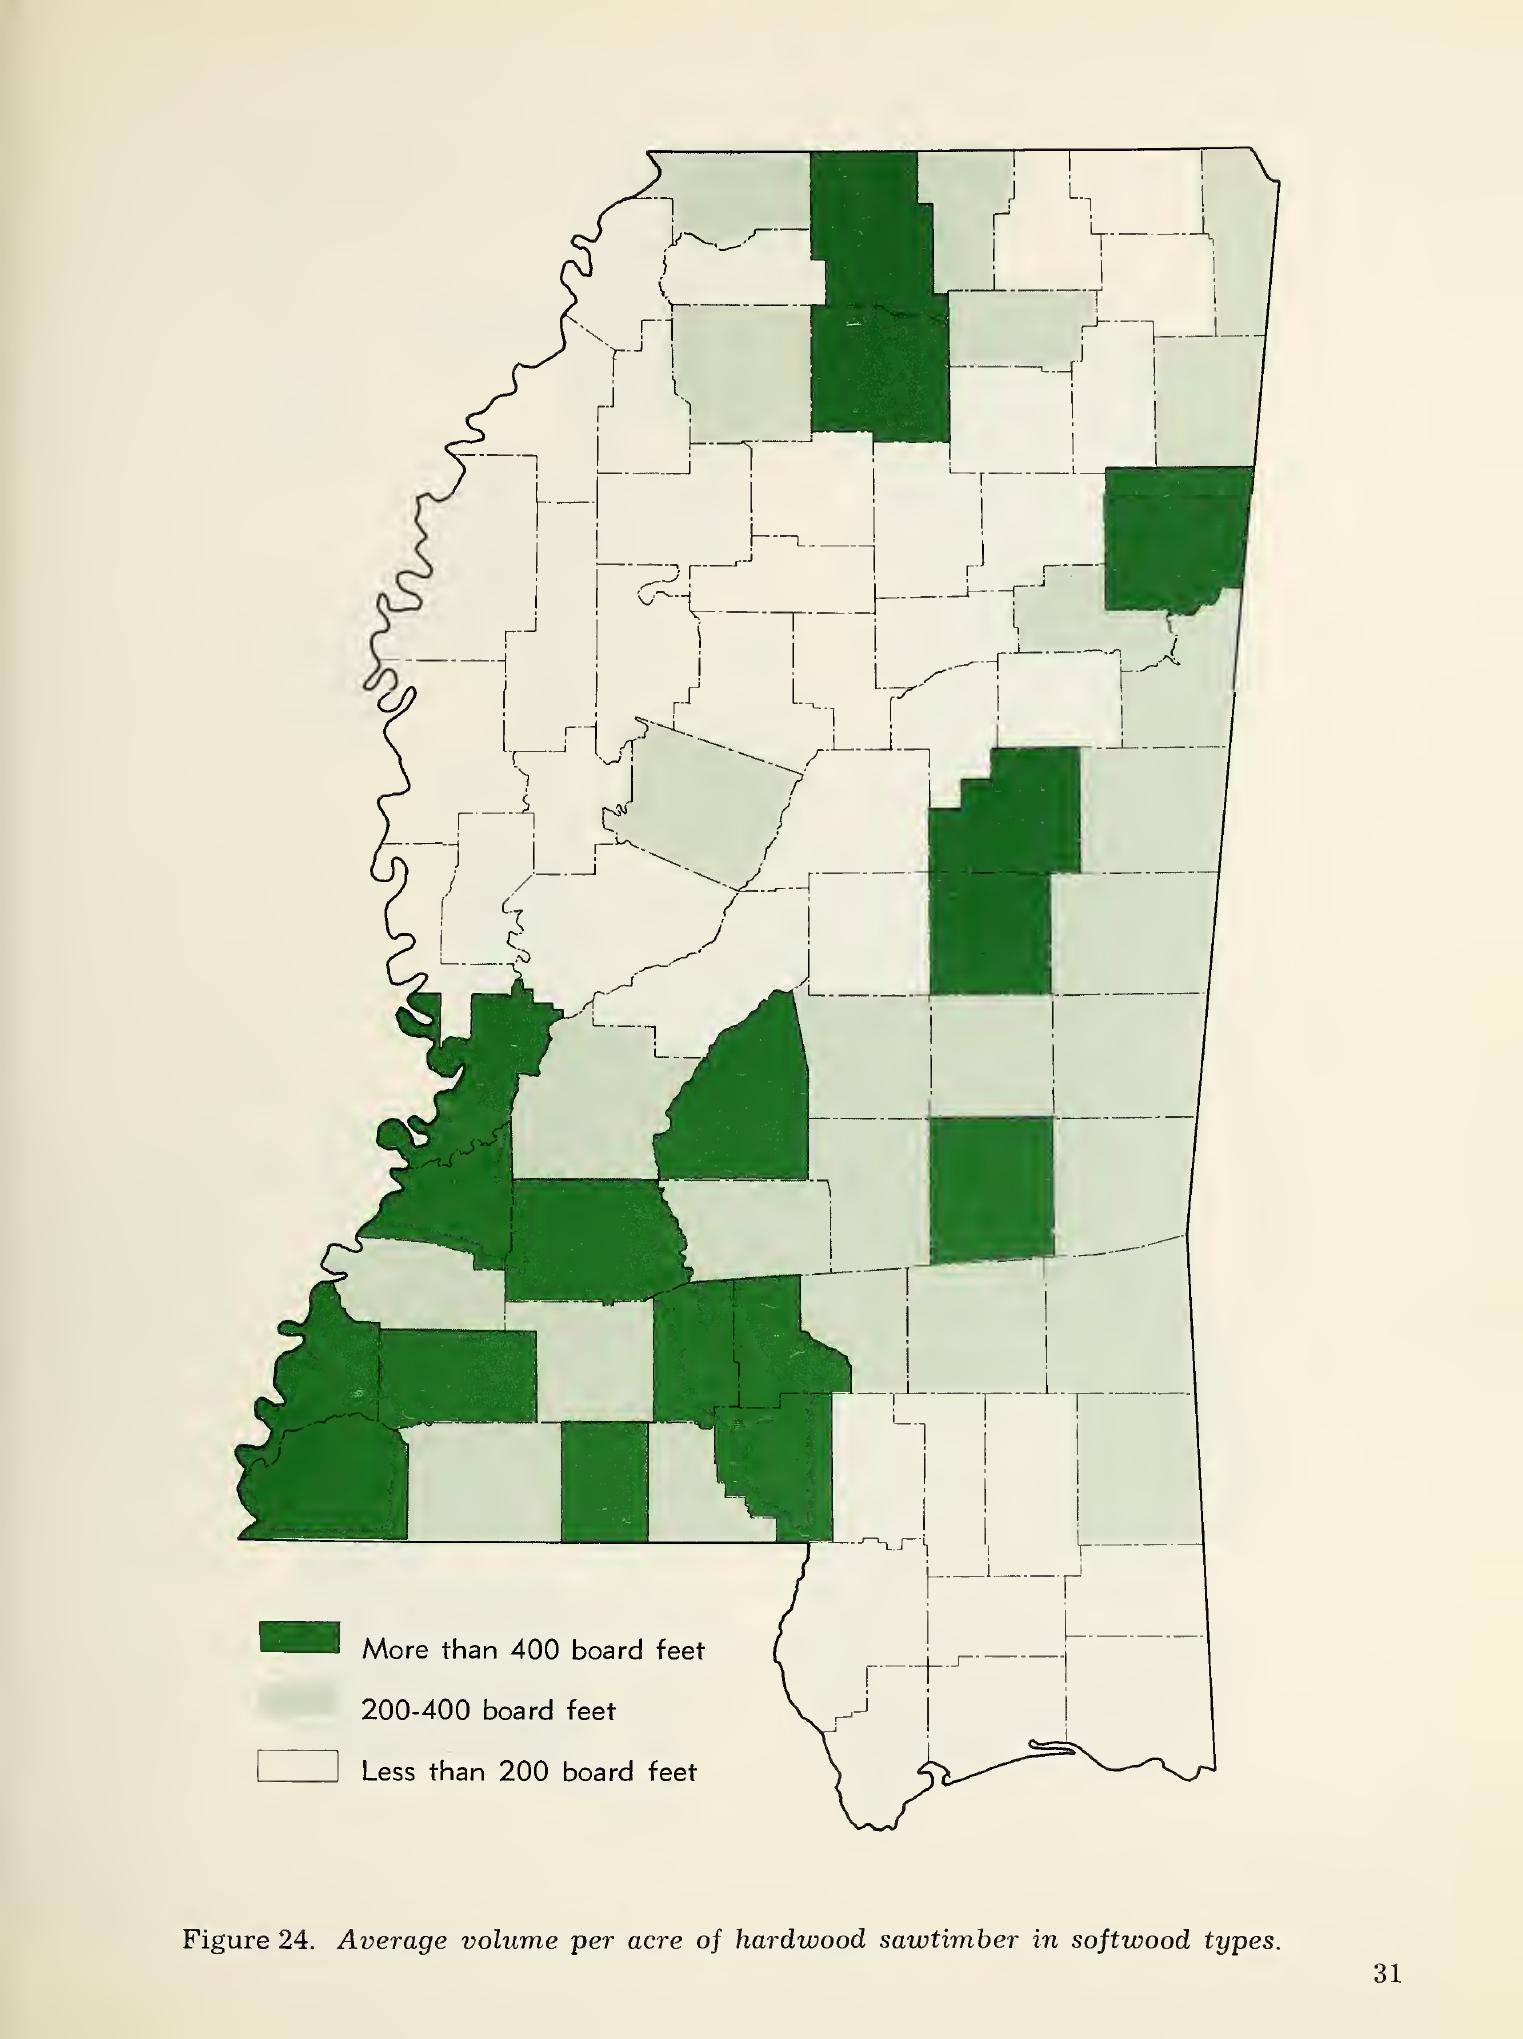 More than 400 board feet
200-400 board feet
Less than 200 board feet
Figure 24. Average volume per acre of hardwood sawtimber in softwood types.
31